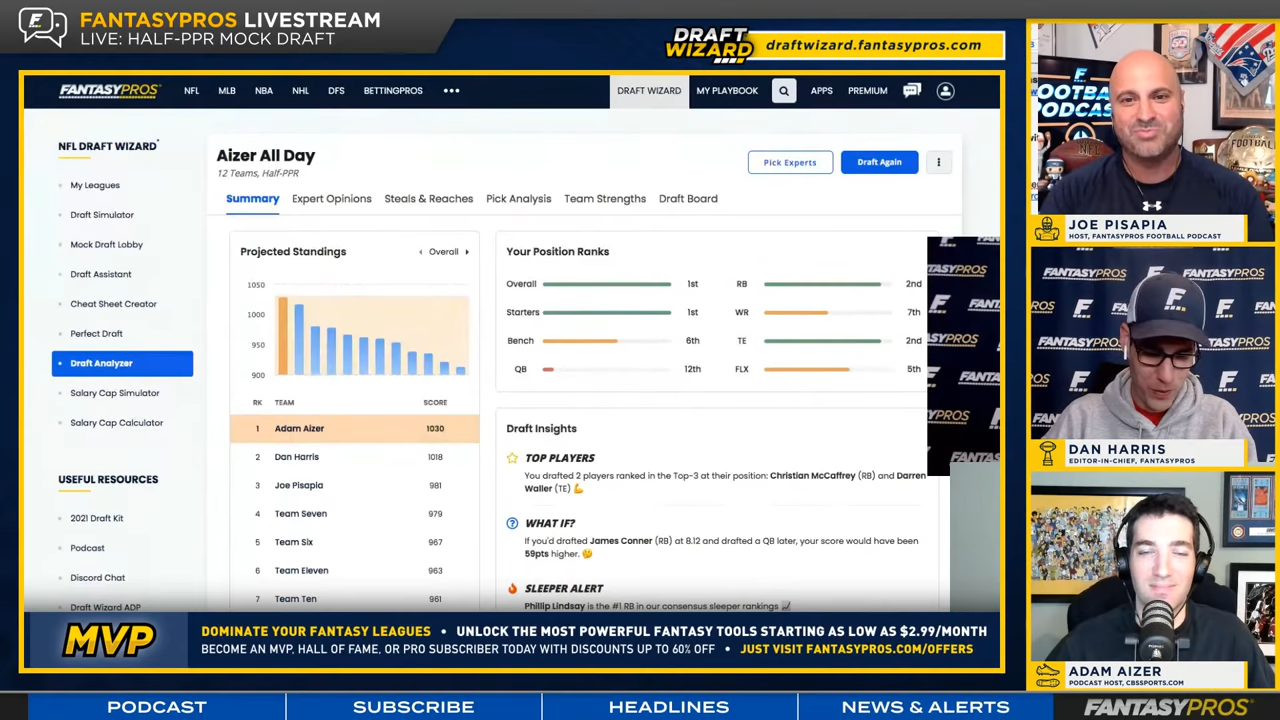 FANTASYPROS LIVESTREAM
LIVE: HALF-PPR MOCK DRAFT
DRAFT WIZARD
draftwizard.fantasypros.com
FANTASYPROS
NFL MLB NBA NHL DFS BETTINGPROS ••• DRAFT WIZARD MY PLAYBOOK APPS PREMIUM
NFL DRAFT WIZARD
My Leagues
Draft Simulator
Mock Draft Lobby
Draft Assistant
Cheat Sheet Creator
Perfect Draft
Draft Analyzer
Salary Cap Simulator
Salary Cap Calculator
USEFUL RESOURCES
2021 Draft Kit
Podcast
Discord Chat
Draft Wizard ADP
Aizer All Day
12 Teams, Half-PPR
Pick Experts Draft Again
Summary Expert Opinions Steals & Reaches Pick Analysis Team Strengths Draft Board
Projected Standings Overall
1050
1000
950
900
RK TEAM SCORE
1 Adam Aizer 1030
2 Dan Harris 1018
3 Joe Pisapia 981
4 Team Seven 979
5 Team Six 967
6 Team Eleven 963
7 Team Ten 961
Your Position Ranks
Overall 1st RB 2nd
Starters 1st WR 7th
Bench 6th TE 2nd
QB 12th FLX 5th
Draft Insights
TOP PLAYERS
You drafted 2 players ranked in the Top-3 at their position: Christian McCaffrey (RB) and Darren
Waller (TE) 💪
WHAT IF?
If you'd drafted James Conner (RB) at 8.12 and drafted a QB later, your score would have been
59pts higher. 🤔
SLEEPER ALERT
Phillip Lindsay is the #1 RB in our consensus sleeper rankings
FANTASYPROS
FANTASYPROS
FANTASYPROS
OOTBALL
PODCAST
JOE PISAPIA
HOST, FANTASYPROS FOOTBALL PODCAST
FANTASYPROS
FANTASYPROS
DAN HARRIS
EDITOR-IN-CHIEF, FANTASYPROS
ADAM AIZER
PODCAST HOST, CBSSPORTS.COM
MVP
DOMINATE YOUR FANTASY LEAGUES • UNLOCK THE MOST POWERFUL FANTASY TOOLS STARTING AS LOW AS $2.99/MONTH
BECOME AN MVP, HALL OF FAME, OR PRO SUBSCRIBER TODAY WITH DISCOUNTS UP TO 60% OFF • JUST VISIT FANTASYPROS.COM/OFFERS
PODCAST SUBSCRIBE HEADLINES NEWS & ALERTS FANTASYPROS